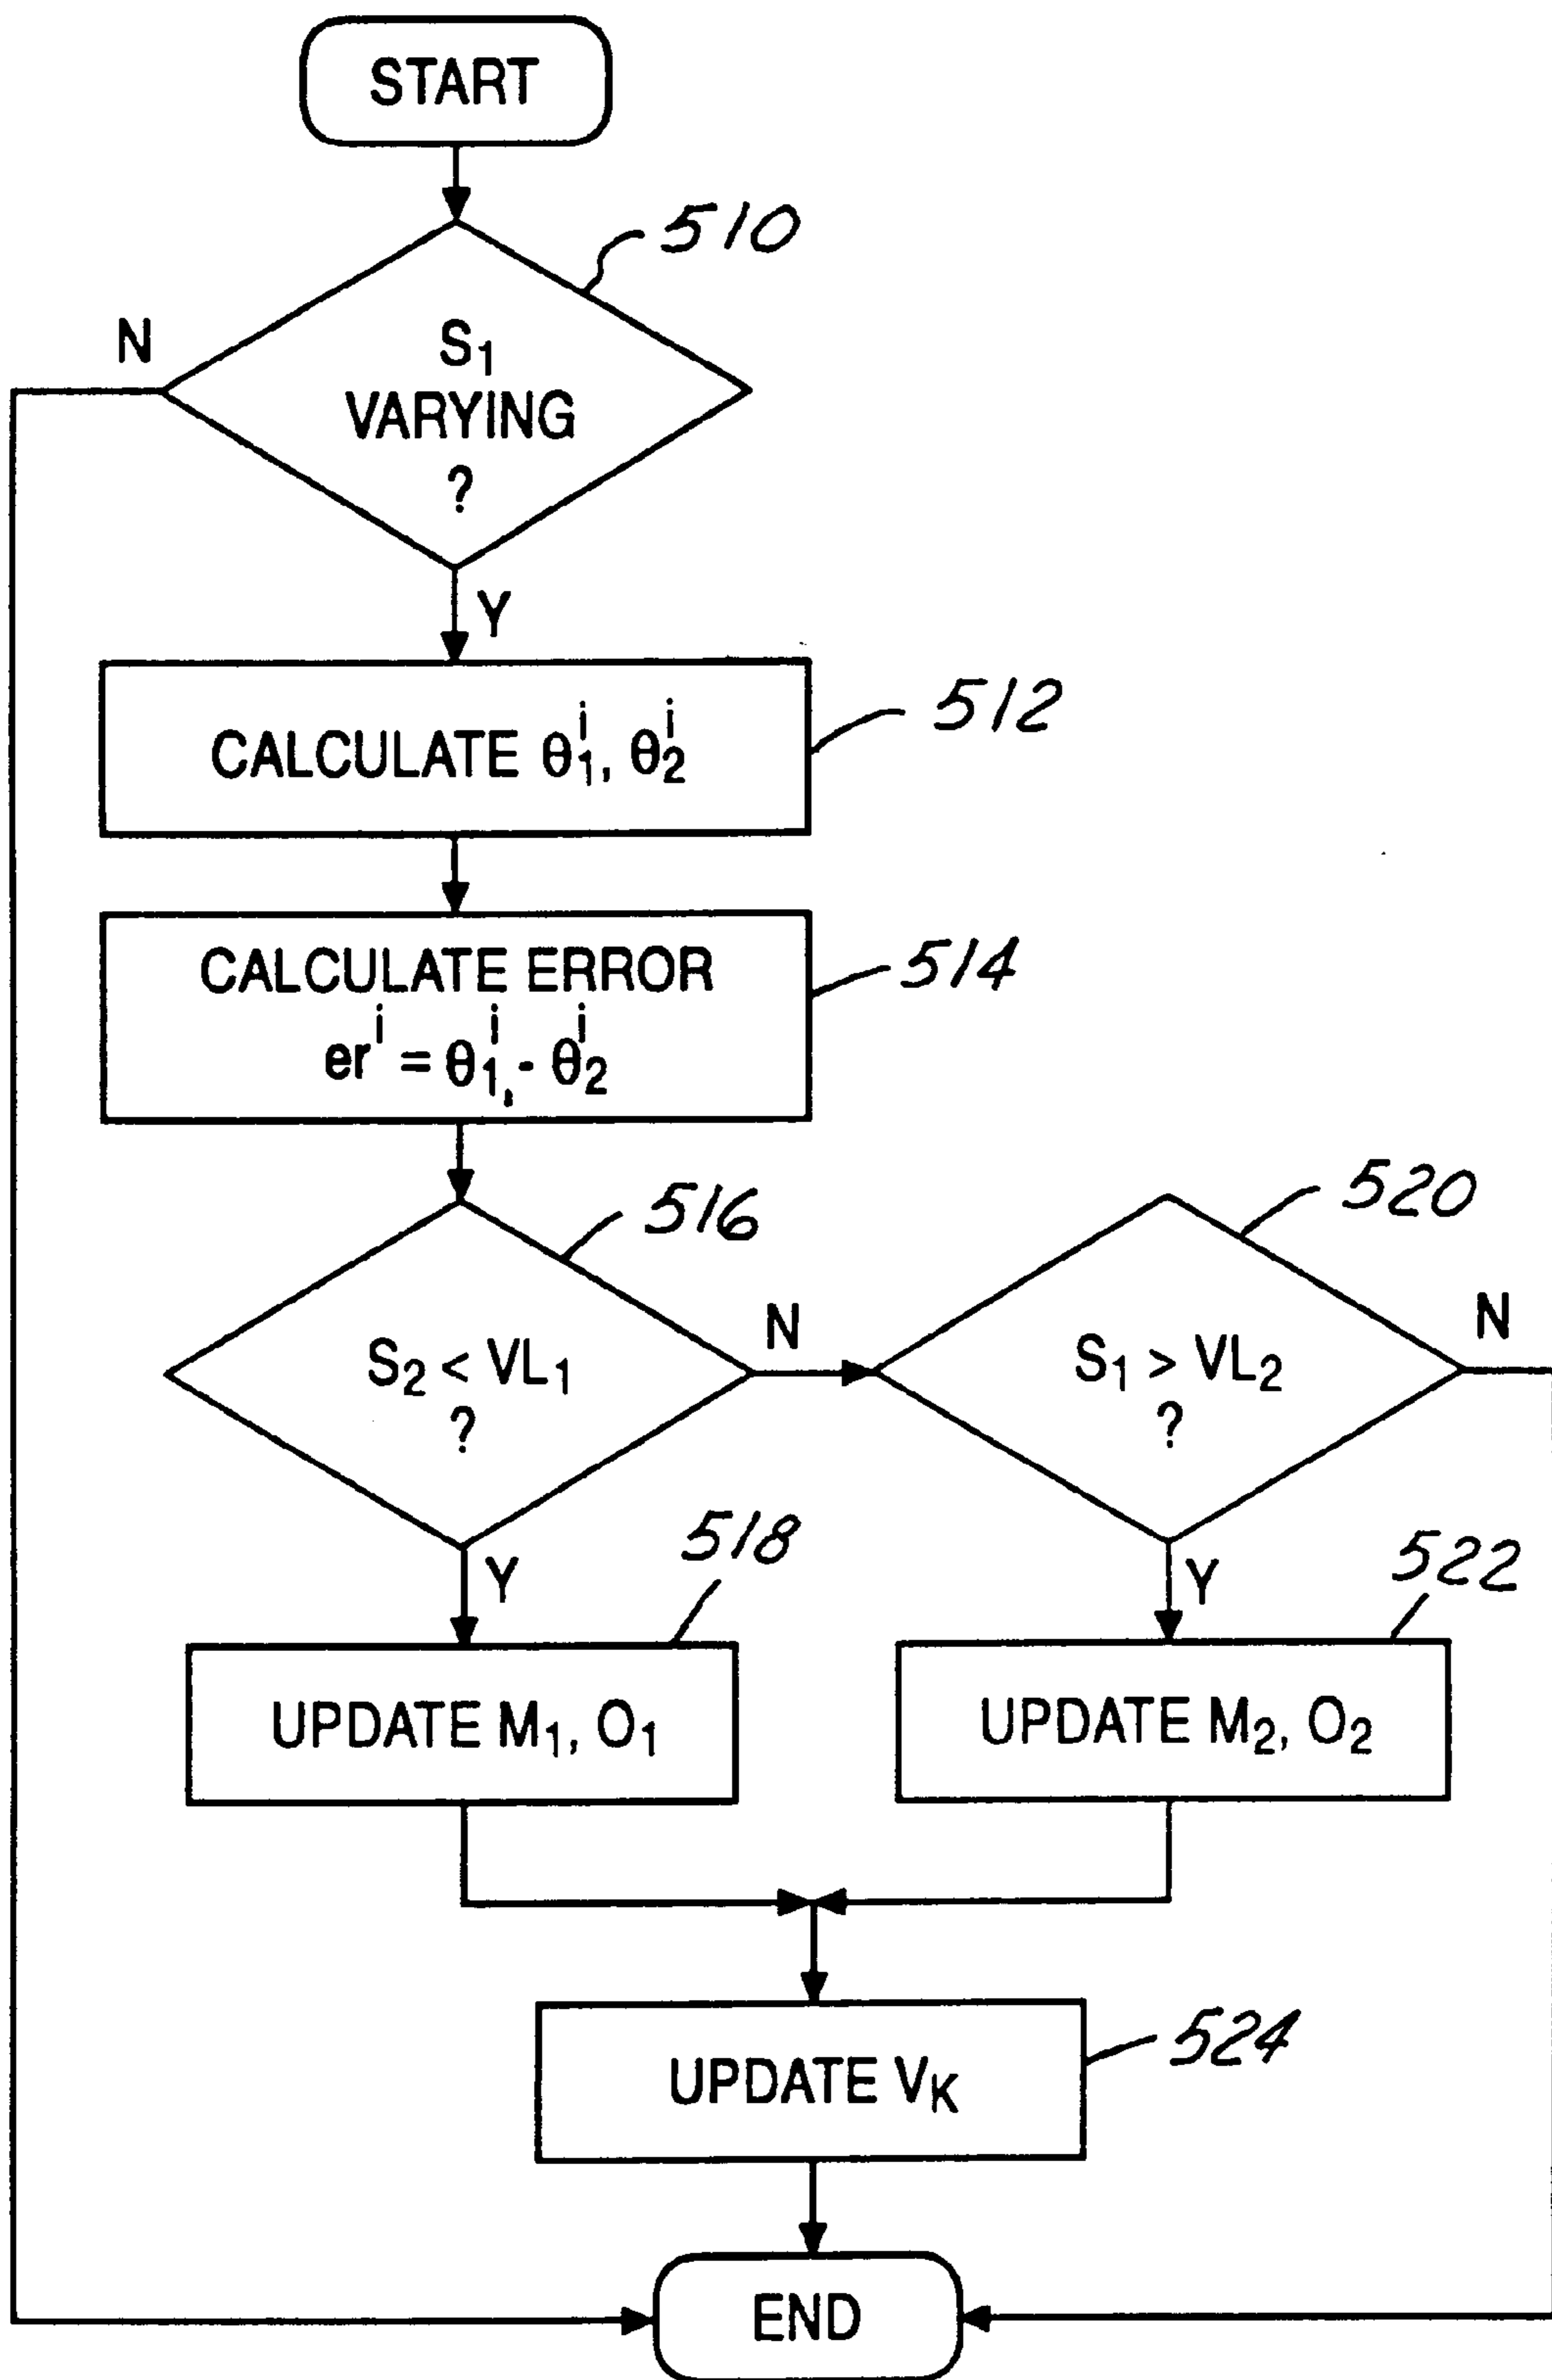 START
510
N
S₁
VARYING
?
Y
512
CALCULATE θ₁ⁱ, θ₂ⁱ
514
CALCULATE ERROR
erⁱ = θ₁ⁱ - θ₂ⁱ
516
520
N
N
S₂ < VL₁
?
S₁ > VL₂
?
518
522
Y
Y
UPDATE M₁, O₁
UPDATE M₂, O₂
524
UPDATE V_K
END